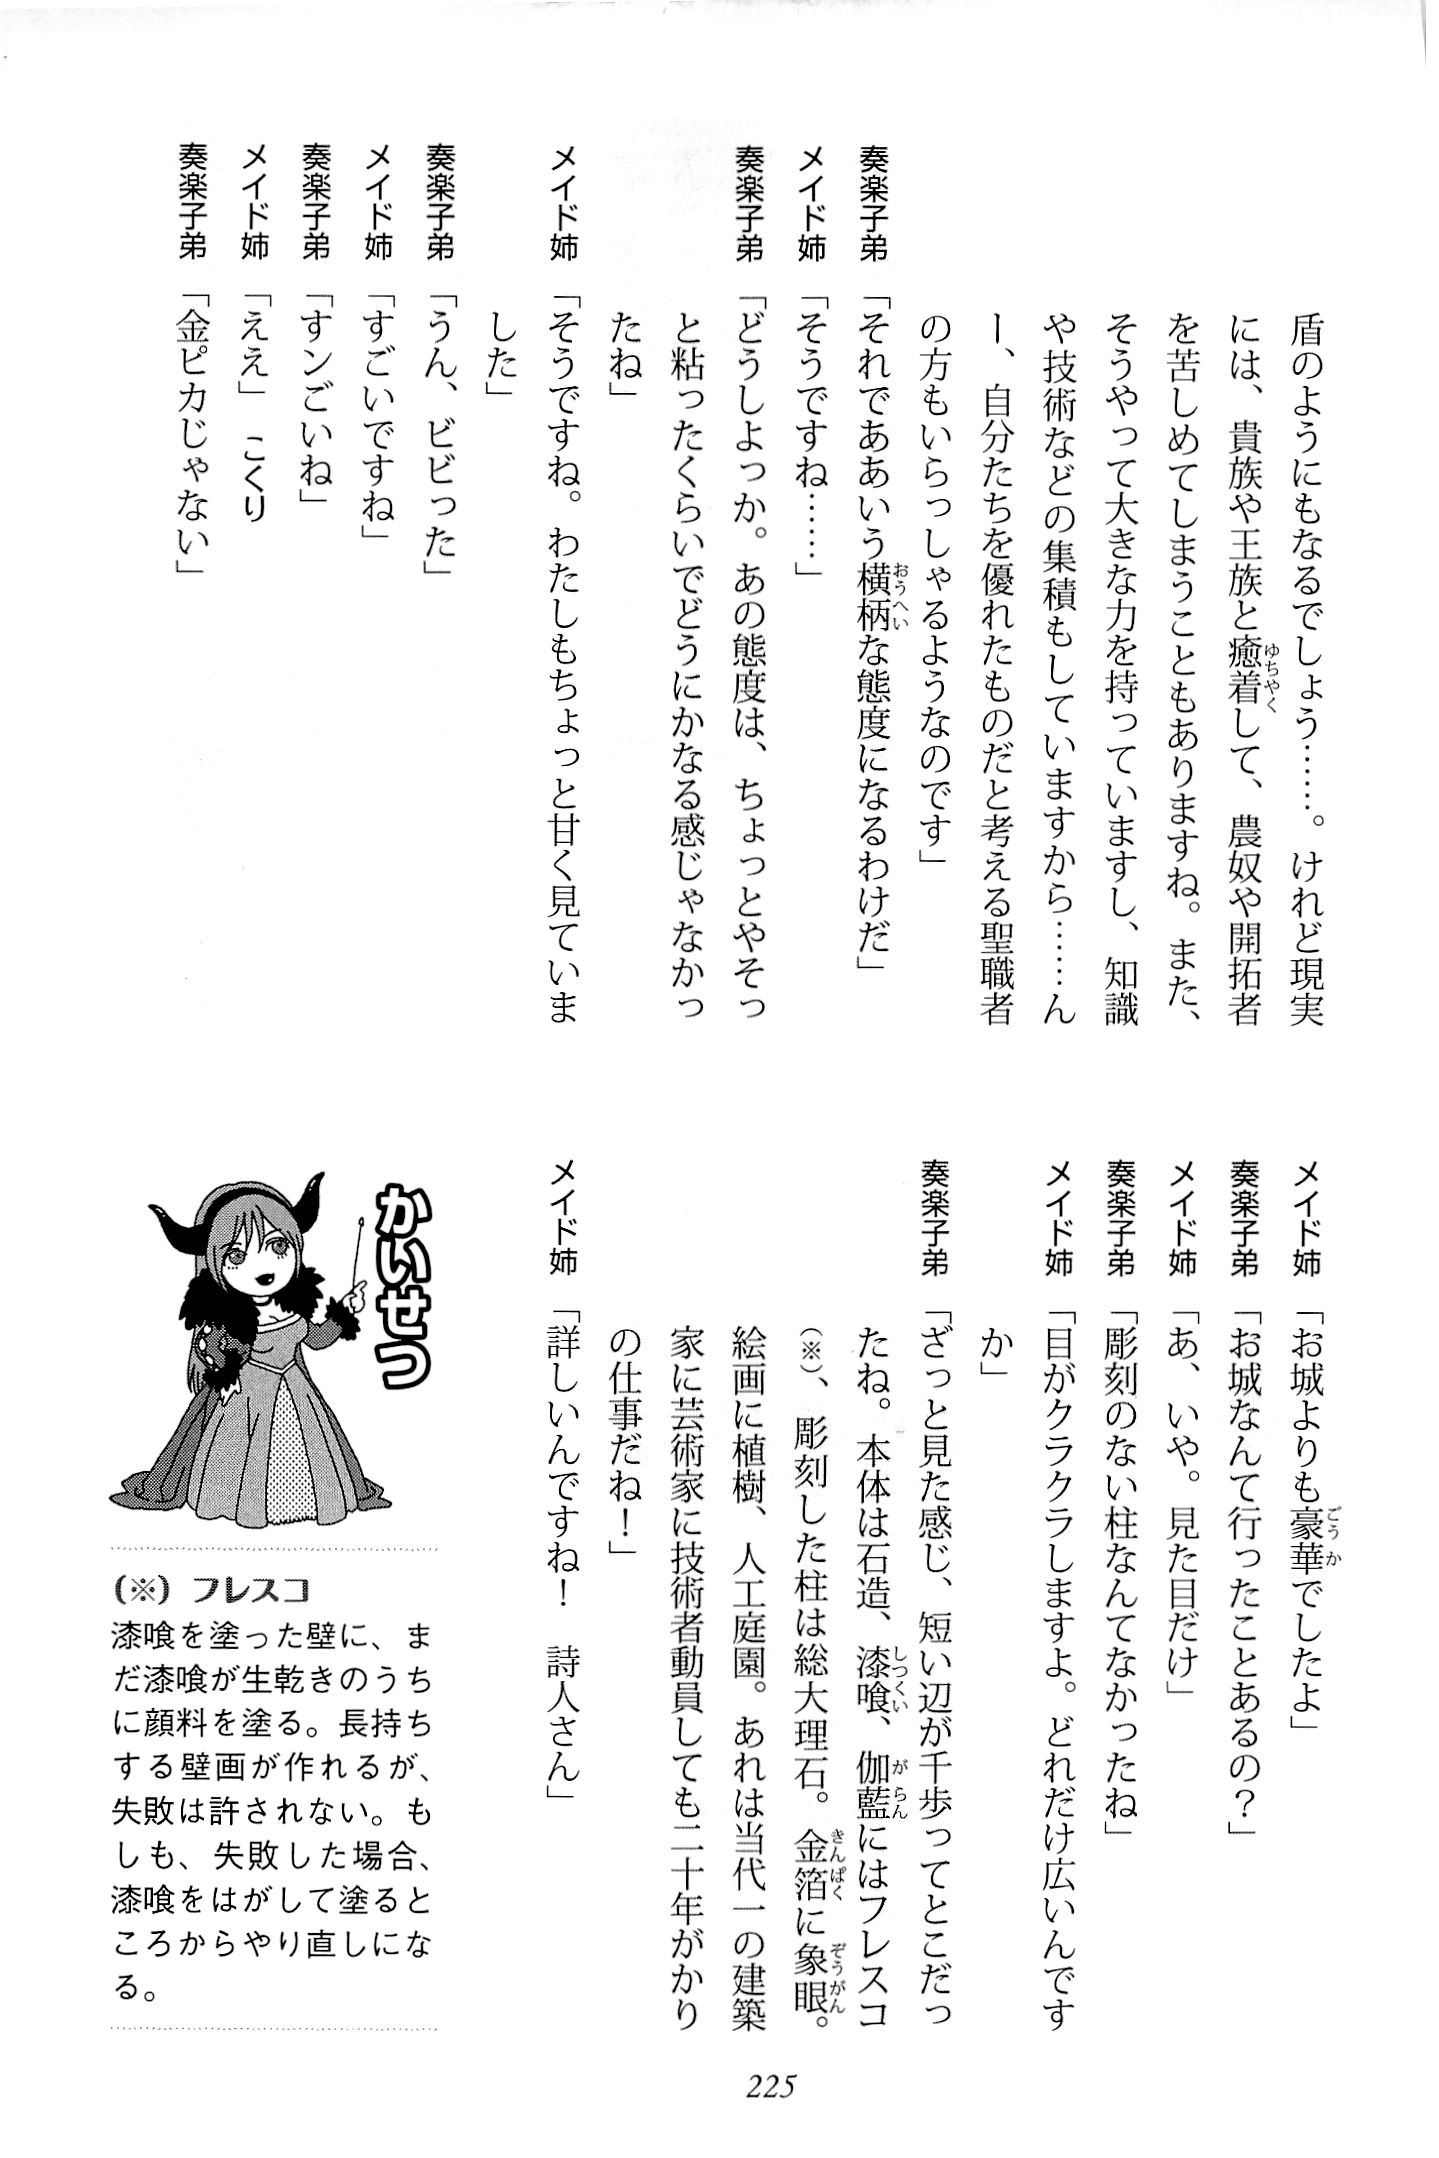 盾のようにもなるでしょう……。けれど現実
には、貴族や王族と癒着して、農奴や開拓者
を苦しめてしまうこともありますね。また、
そうやって大きな力を持っていますし、知識
や技術などの集積もしていますから……ん
ー、自分たちを優れたものだと考える聖職者
の方もいらっしゃるようなのです」
奏楽子弟「それでああいう横柄な態度になるわけだ」
メイド姉「そうですね……」
奏楽子弟「どうしよっか。あの態度は、ちょっとやそっ
と粘ったくらいでどうにかなる感じゃなかっ
たね」
メイド姉「そうですね。わたしもちょっと甘く見ていま
した」
奏楽子弟「うん、ビビった」
メイド姉「すごいですね」
奏楽子弟「すンごいね」
メイド姉「ええ」 こくり
奏楽子弟「金ピカじゃない」
メイド姉「お城よりも豪華でしたよ」
奏楽子弟「お城なんて行ったことあるの？」
メイド姉「あ、いや。見た目だけ」
奏楽子弟「彫刻のない柱なんてなかったね」
メイド姉「目がクラクラしますよ。どれだけ広いんです
か」
奏楽子弟「ざっと見た感じ、短い辺が千歩ってとこだっ
たね。本体は石造、漆喰、伽藍にはフレスコ
（※）、彫刻した柱は総大理石。金箔に象眼。
絵画に植樹、人工庭園。あれは当代一の建築
家に芸術家に技術者動員しても二十年がかり
の仕事だね！」
メイド姉「詳しいんですね！ 詩人さん」
かいせつ
（※）フレスコ
漆喰を塗った壁に、ま
だ漆喰が生乾きのうち
に顔料を塗る。長持ち
する壁画が作れるが、
失敗は許されない。も
しも、失敗した場合、
漆喰をはがして塗ると
ころからやり直しにな
る。
225